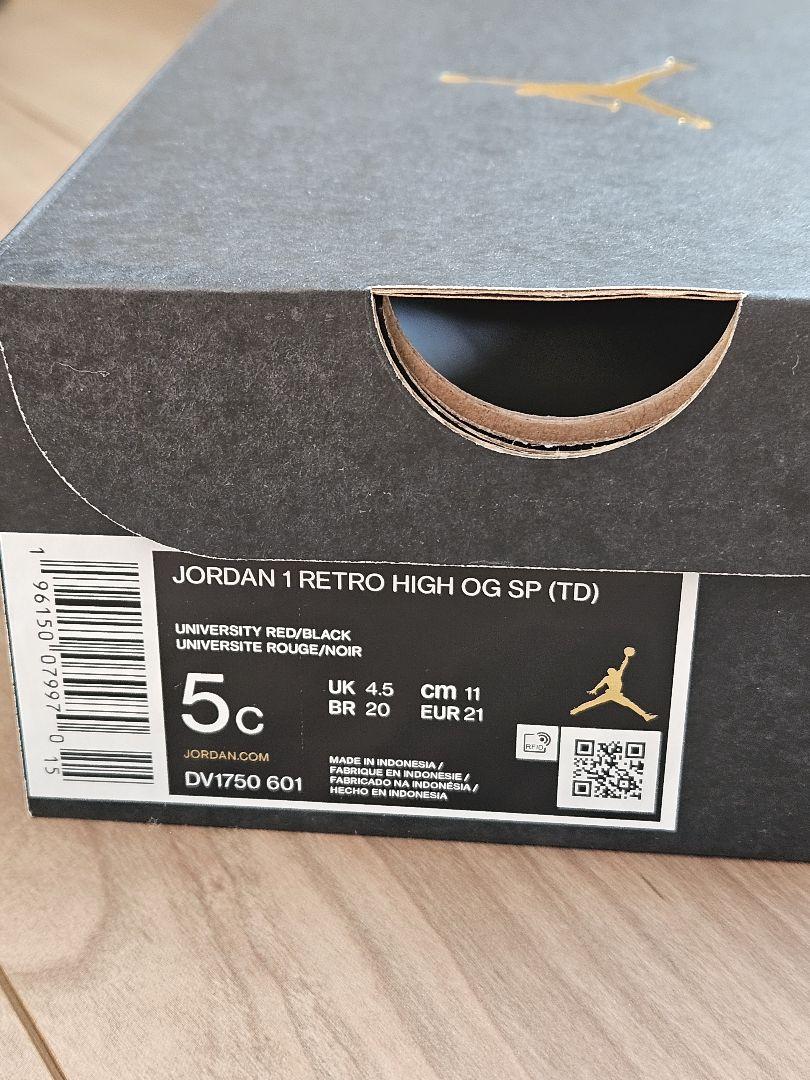 JORDAN 1 RETRO HIGH OG SP (TD)
UNIVERSITY RED/BLACK
UNIVERSITE ROUGE/NOIR
5C
UK 4.5 cm 11
BR 20 EUR 21
JORDAN.COM
DV1750 601
MADE IN INDONESIA /
FABRIQUE EN INDONESIE /
FABRICADO NA INDONÉSIA /
HECHO EN INDONESIA
RFID
1 96150 07997 0 15